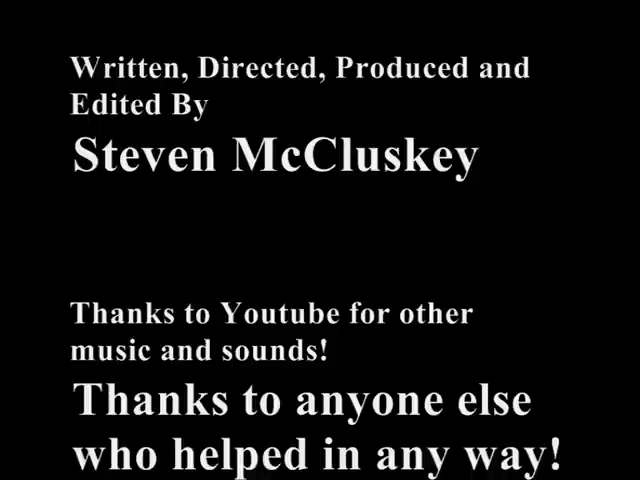 Written, Directed, Produced and
Edited By
Steven McCluskey
Thanks to Youtube for other
music and sounds!
Thanks to anyone else
who helped in any way!